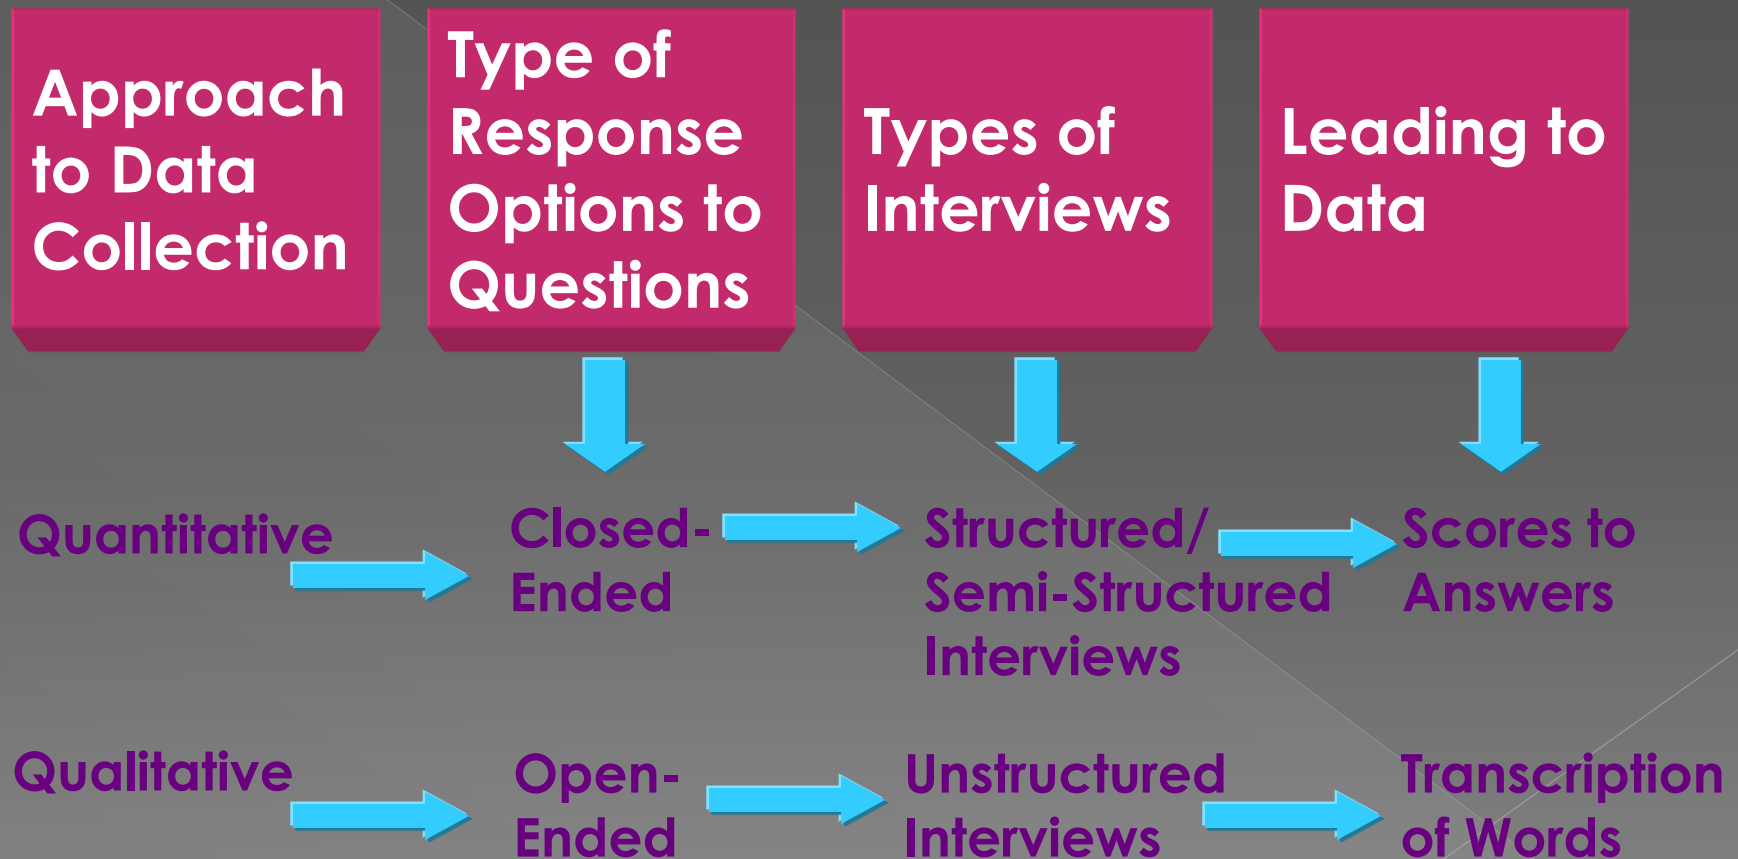 Approach
to Data
Collection
Type of
Response
Options to
Questions
Types of
Interviews
Leading to
Data
Quantitative
Closed-
Ended
Structured/
Semi-Structured
Interviews
Scores to
Answers
Qualitative
Open-
Ended
Unstructured
Interviews
Transcription
of Words